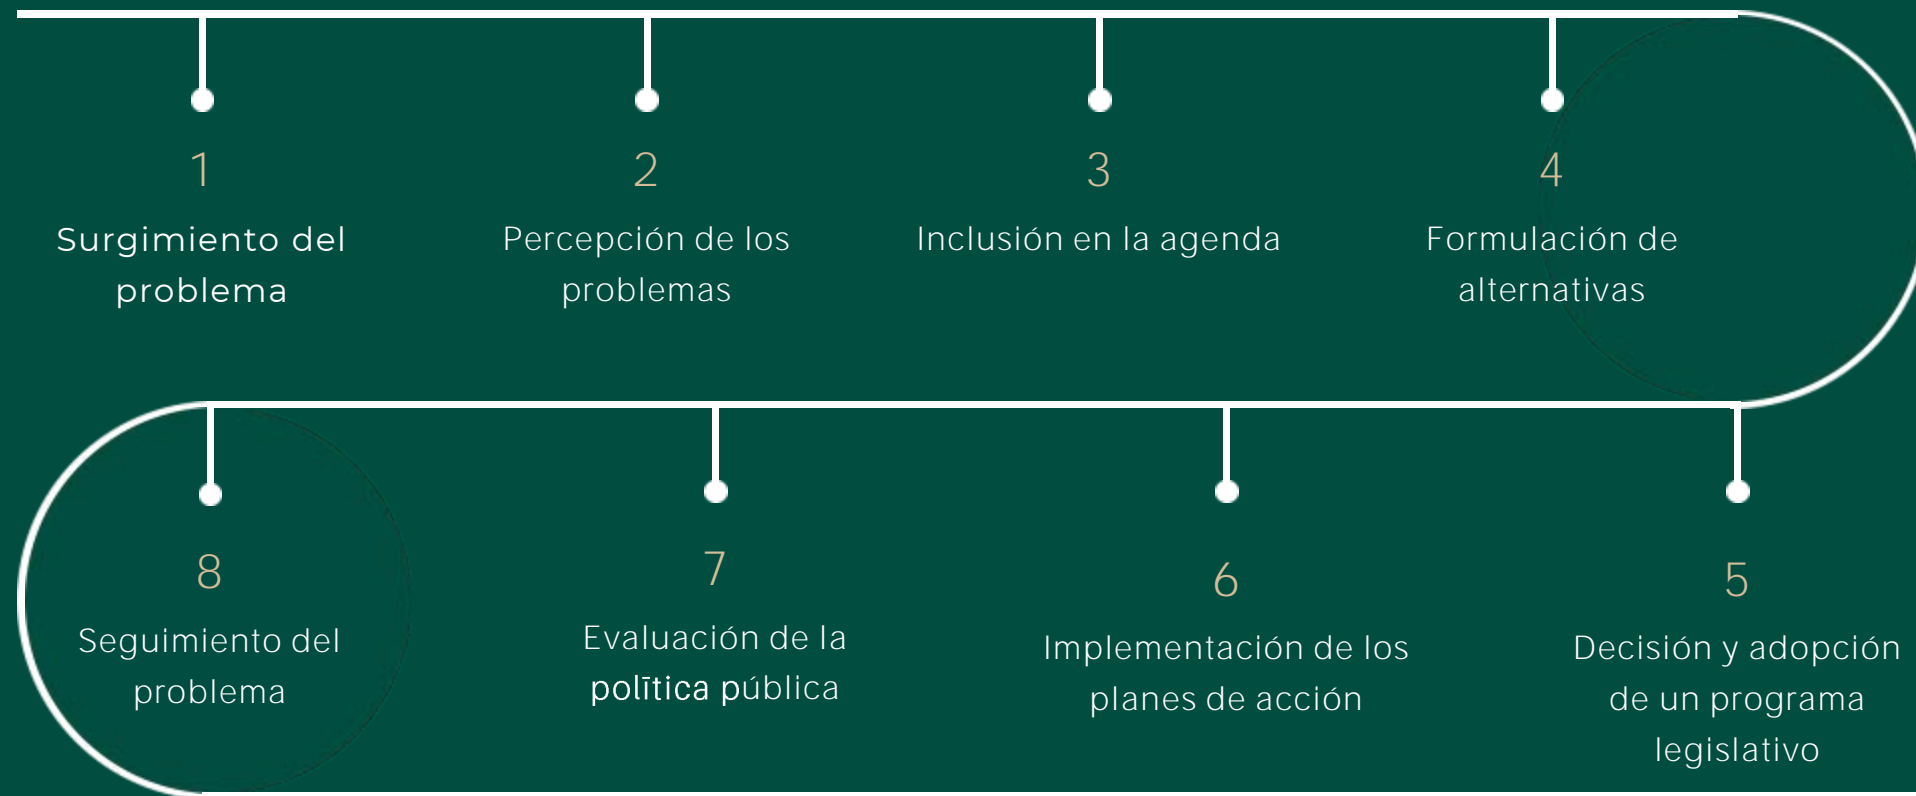 1
Surgimiento del
problema
2
Percepción de los
problemas
3
Inclusión en la agenda
4
Formulación de
alternativas
5
Decisión y adopción
de un programa
legislativo
6
Implementación de los
planes de acción
7
Evaluación de la
polītica pública
8
Seguimiento del
problema